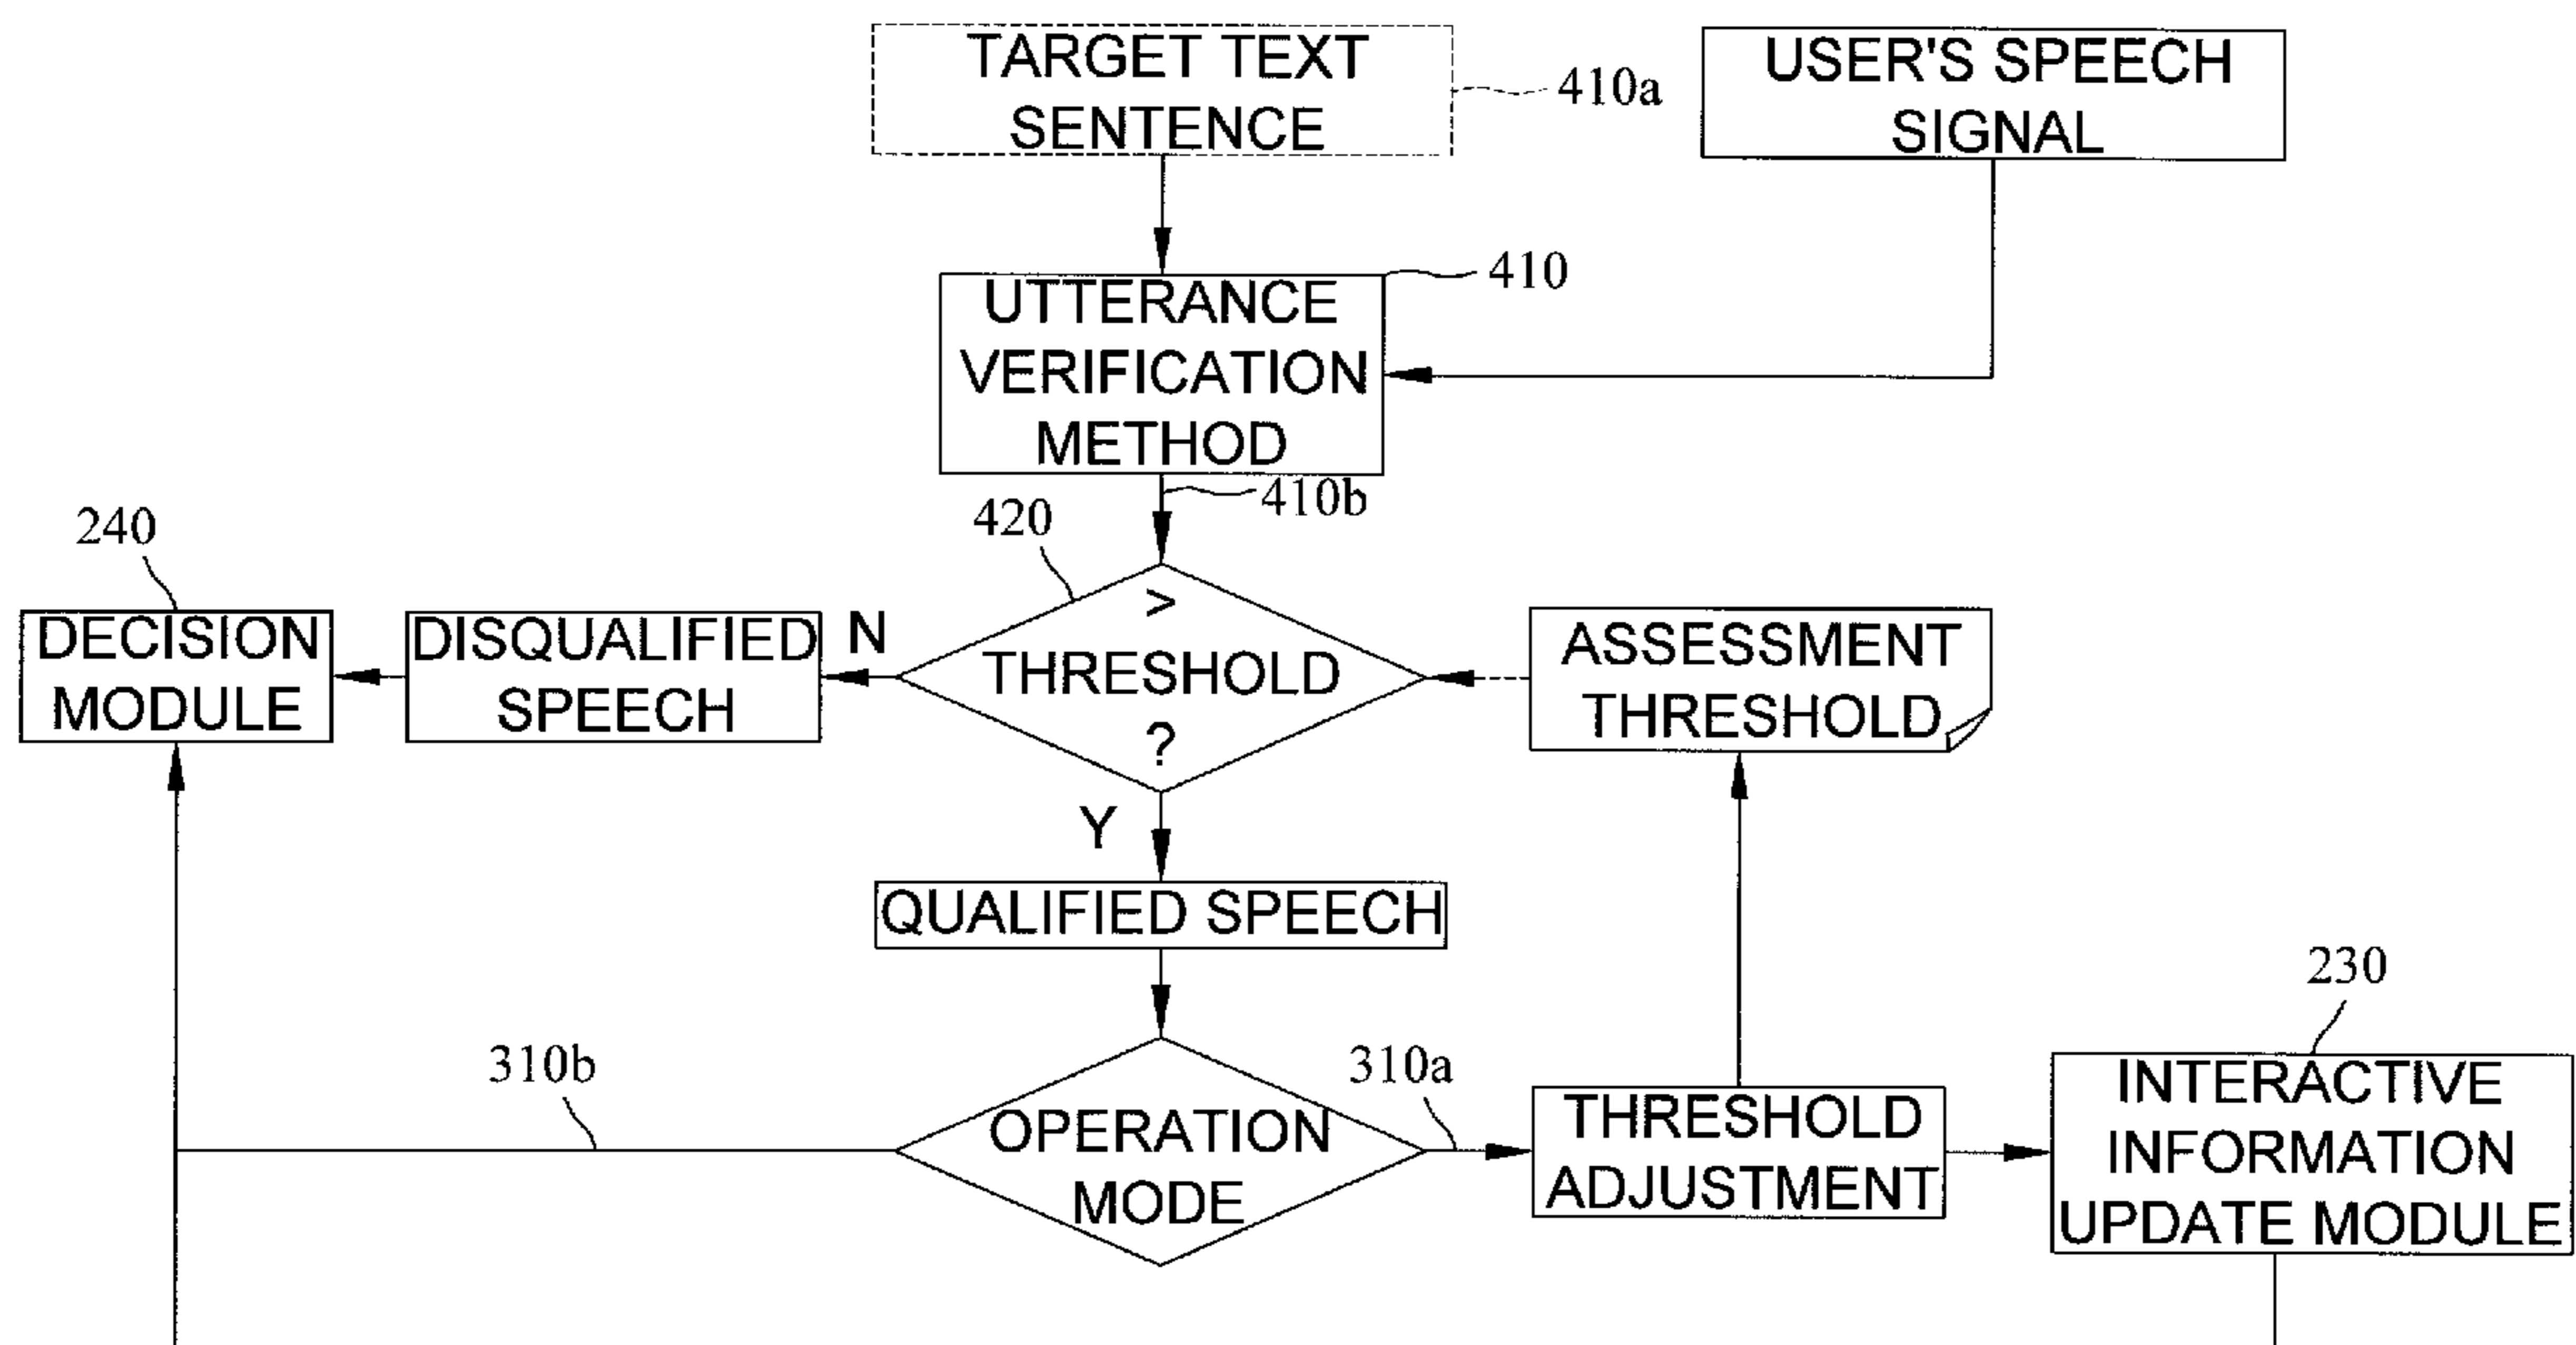 TARGET TEXT
SENTENCE
410a
USER'S SPEECH
SIGNAL
UTTERANCE
VERIFICATION
METHOD
410
410b
420
240
DECISION
MODULE
DISQUALIFIED
SPEECH
N
>
THRESHOLD
?
ASSESSMENT
THRESHOLD
Y
QUALIFIED SPEECH
310b
OPERATION
MODE
310a
THRESHOLD
ADJUSTMENT
230
INTERACTIVE
INFORMATION
UPDATE MODULE